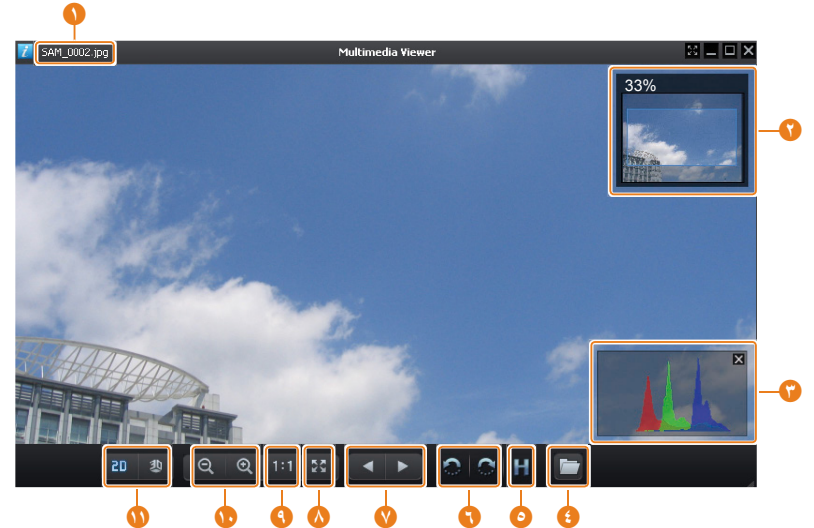 ١
SAM_0002.jpg Multimedia Viewer
33%
٢
٣
2D 3D 1:1 H
١١ ١٠ ٩ ٨ ٧ ٦ ٥ ٤